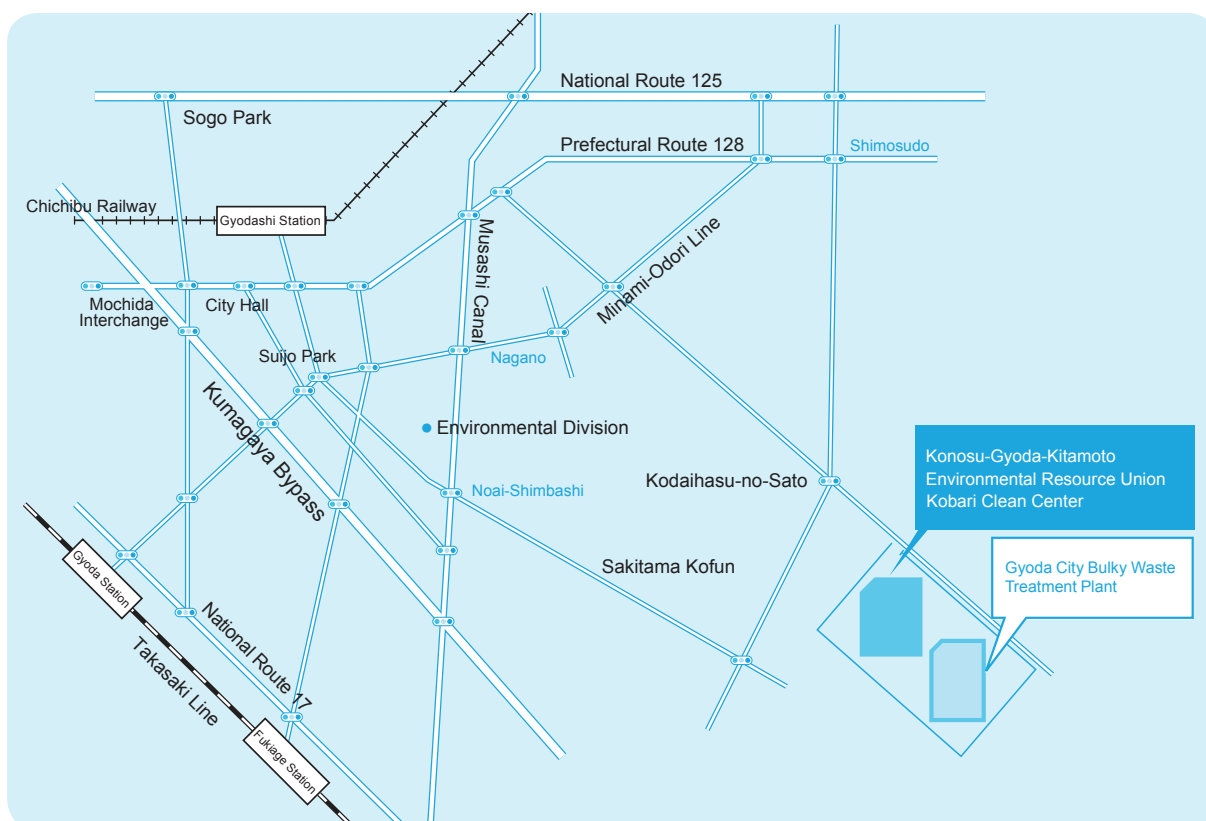 National Route 125
Sogo Park
Prefectural Route 128
Shimosudo
Chichibu Railway
Gyodashi Station
Musashi Canal
Minami-Odori Line
Mochida
Interchange
City Hall
Suijo Park
Nagano
Kumagaya Bypass
Environmental Division
Konosu-Gyoda-Kitamoto
Environmental Resource Union
Kobari Clean Center
Kodaihasu-no-Sato
Noai-Shimbashi
Sakitama Kofun
Gyoda City Bulky Waste
Treatment Plant
Gyoda Station
National Route 17
Takasaki Line
Fukiage Station